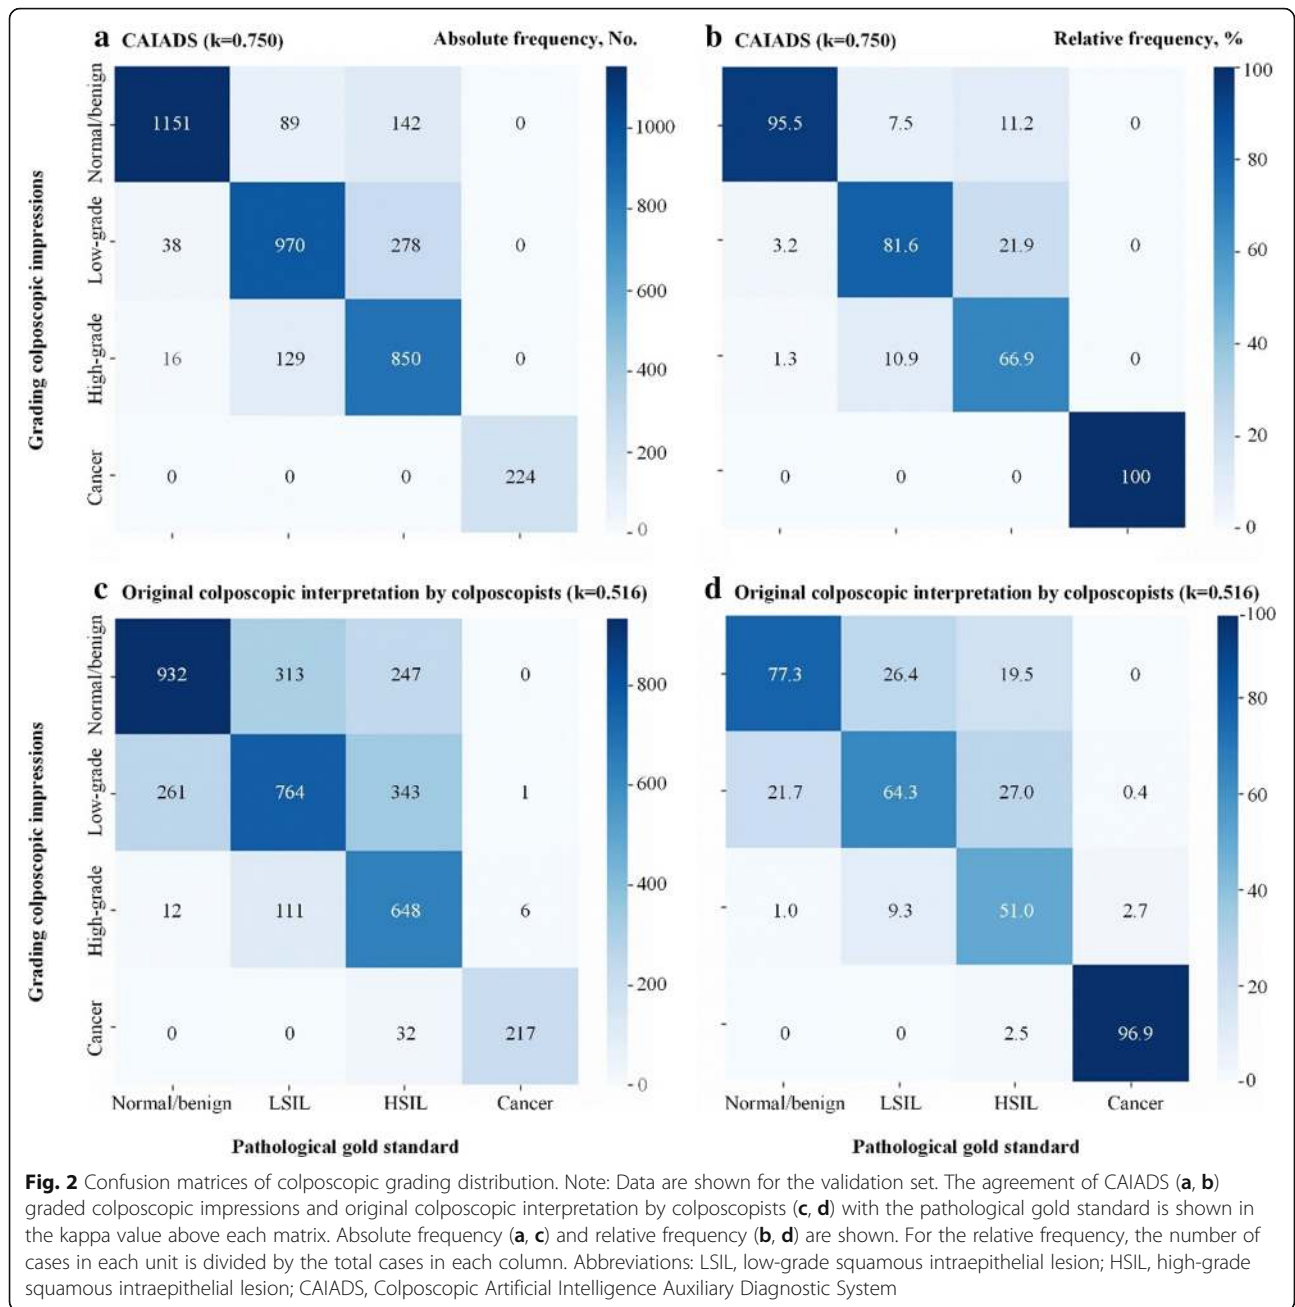 a CAIADS (k=0.750) Absolute frequency, No.
Grading colposcopic impressions
Normal/benign 1151 89 142 0
Low-grade 38 970 278 0
High-grade 16 129 850 0
Cancer 0 0 0 224
1000
800
600
400
200
0
b CAIADS (k=0.750) Relative frequency, %
95.5 7.5 11.2 0
3.2 81.6 21.9 0
1.3 10.9 66.9 0
0 0 0 100
100
80
60
40
20
0
c Original colposcopic interpretation by colposcopists (k=0.516)
Grading colposcopic impressions
Normal/benign 932 313 247 0
Low-grade 261 764 343 1
High-grade 12 111 648 6
Cancer 0 0 32 217
Normal/benign LSIL HSIL Cancer
Pathological gold standard
800
600
400
200
0
d Original colposcopic interpretation by colposcopists (k=0.516)
77.3 26.4 19.5 0
21.7 64.3 27.0 0.4
1.0 9.3 51.0 2.7
0 0 2.5 96.9
Normal/benign LSIL HSIL Cancer
Pathological gold standard
100
80
60
40
20
0
Fig. 2 Confusion matrices of colposcopic grading distribution. Note: Data are shown for the validation set. The agreement of CAIADS (a, b)
graded colposcopic impressions and original colposcopic interpretation by colposcopists (c, d) with the pathological gold standard is shown in
the kappa value above each matrix. Absolute frequency (a, c) and relative frequency (b, d) are shown. For the relative frequency, the number of
cases in each unit is divided by the total cases in each column. Abbreviations: LSIL, low-grade squamous intraepithelial lesion; HSIL, high-grade
squamous intraepithelial lesion; CAIADS, Colposcopic Artificial Intelligence Auxiliary Diagnostic System